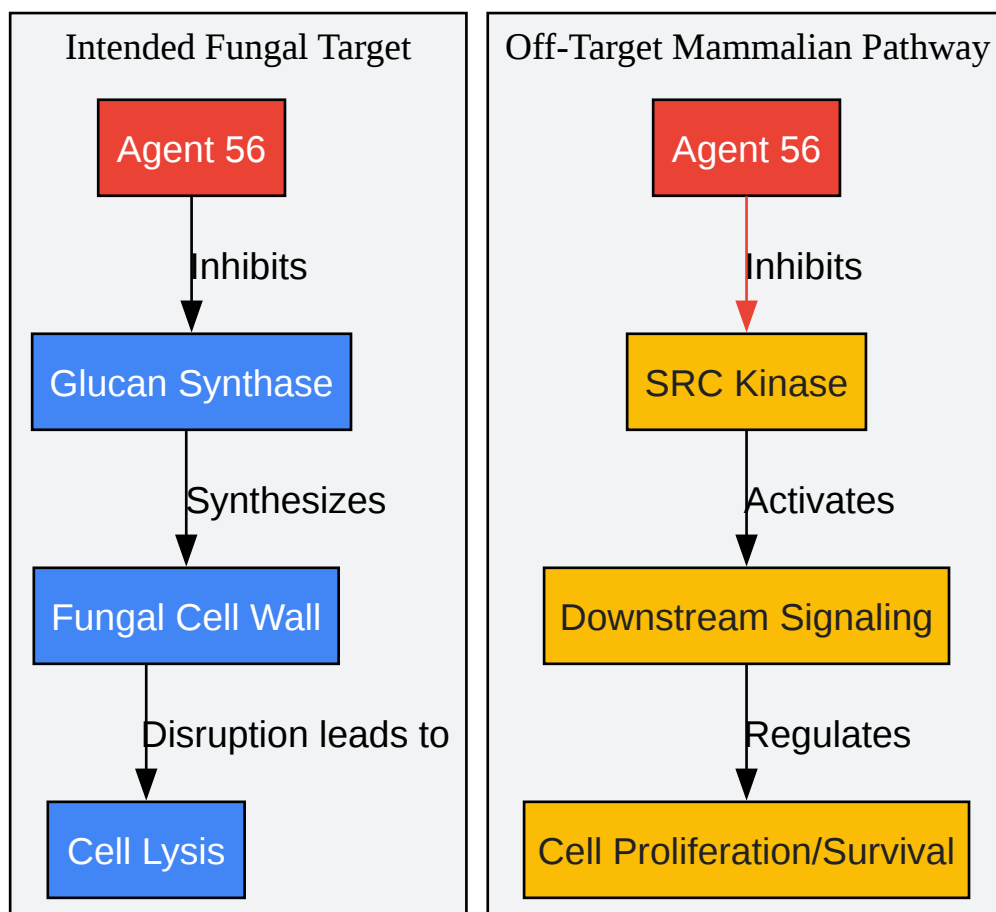 Intended Fungal Target
Agent 56
Inhibits
Glucan Synthase
Synthesizes
Fungal Cell Wall
Disruption leads to
Cell Lysis
Off-Target Mammalian Pathway
Agent 56
Inhibits
SRC Kinase
Activates
Downstream Signaling
Regulates
Cell Proliferation/Survival